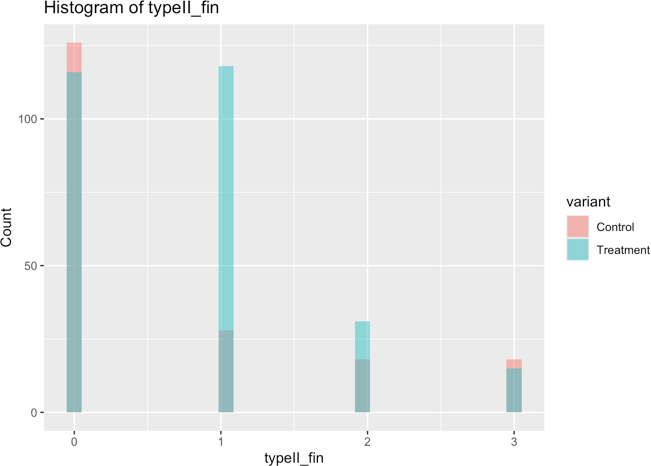 Histogram of typeII_fin
Count
100
50
0
0 1 2 3
typeII_fin
variant
Control
Treatment